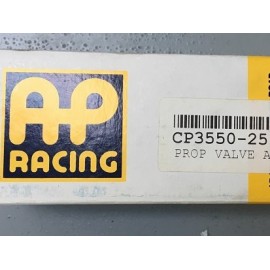 AP
RACING
CP3550-25
PROP VALVE A